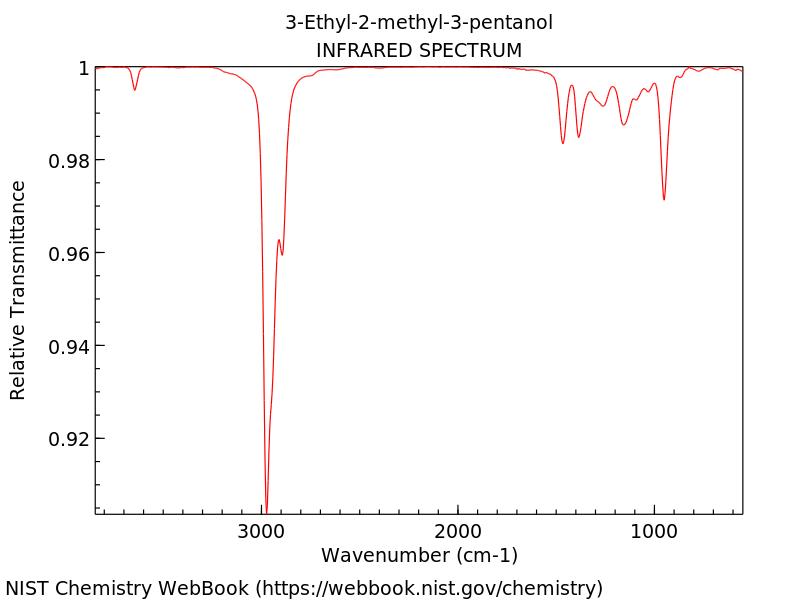 3-Ethyl-2-methyl-3-pentanol
INFRARED SPECTRUM
1
0.98
0.96
0.94
0.92
Relative Transmittance
3000 2000 1000
Wavenumber (cm-1)
NIST Chemistry WebBook (https://webbook.nist.gov/chemistry)